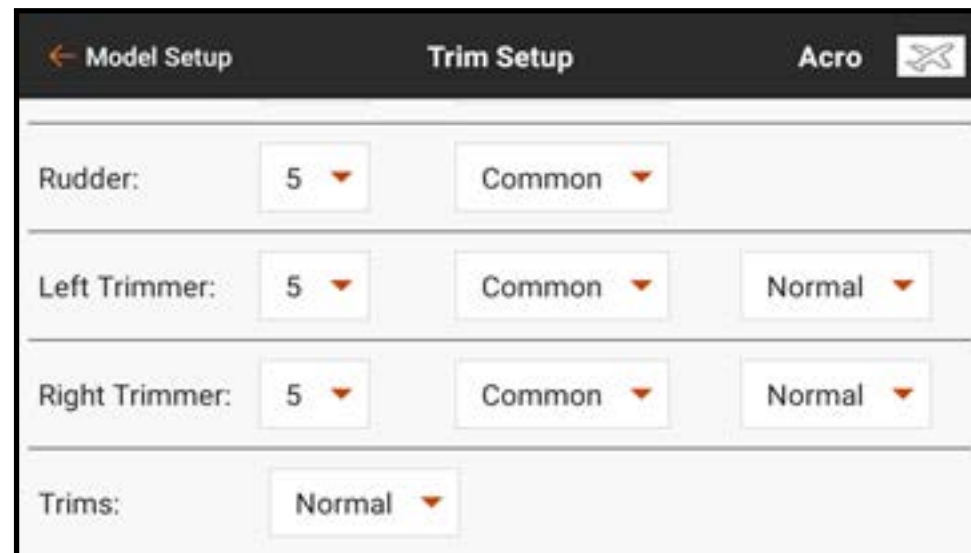 Model Setup Trim Setup Acro
Rudder: 5 Common
Left Trimmer: 5 Common Normal
Right Trimmer: 5 Common Normal
Trims: Normal